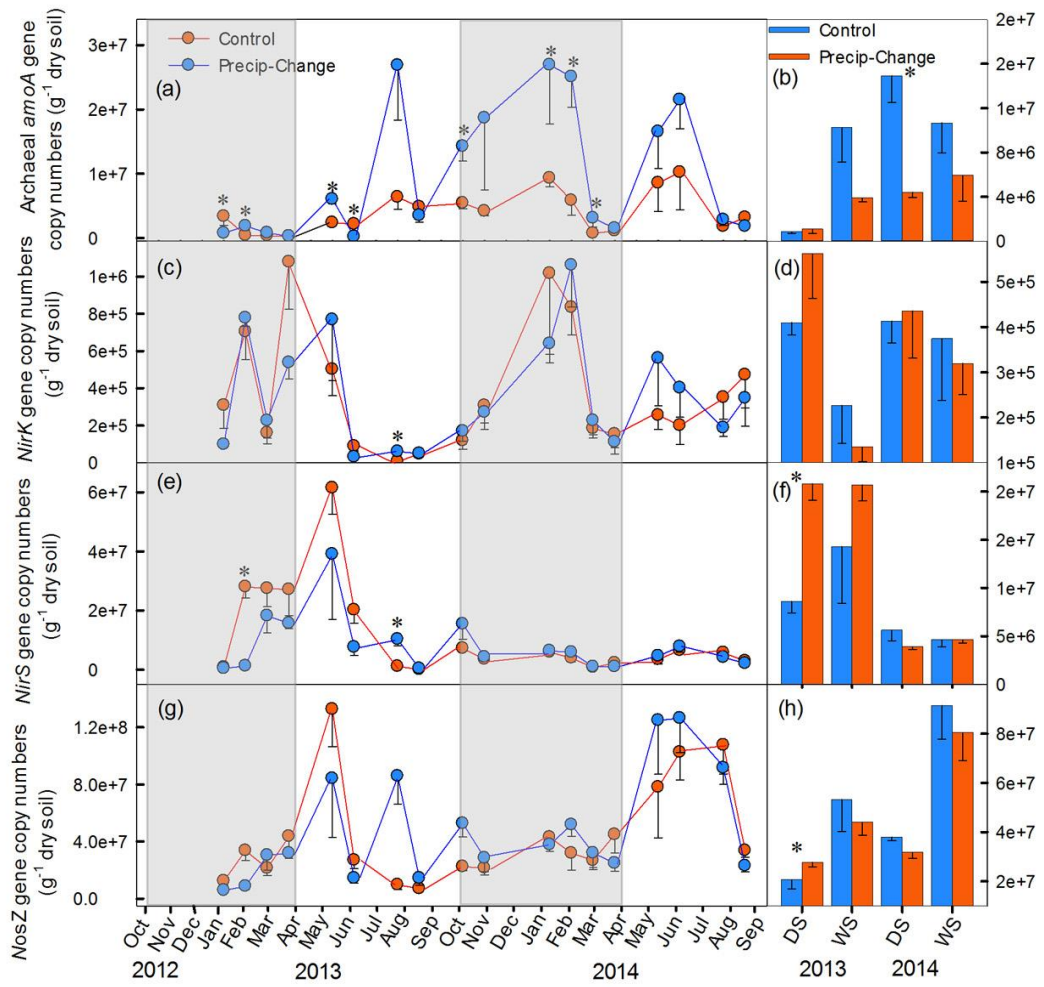 Archaeal amoA gene
copy numbers (g⁻¹ dry soil)
3e+7
2e+7
1e+7
0
(a)
Control
Precip-Change
* * * * * * * *
(b)
Control
Precip-Change
*
2e+7
2e+7
1e+7
8e+6
4e+6
0
NirK gene copy numbers
(g⁻¹ dry soil)
1e+6
8e+5
6e+5
4e+5
2e+5
0
(c)
*
(d)
5e+5
4e+5
3e+5
2e+5
1e+5
NirS gene copy numbers
(g⁻¹ dry soil)
6e+7
4e+7
2e+7
0
(e)
* *
(f)
*
2e+7
2e+7
1e+7
5e+6
0
NosZ gene copy numbers
(g⁻¹ dry soil)
1.2e+8
8.0e+7
4.0e+7
0.0
(g)
(h)
*
8e+7
6e+7
4e+7
2e+7
Oct Nov Dec Jan Feb Mar Apr May Jun Jul Aug Sep Oct Nov Dec Jan Feb Mar Apr May Jun Jul Aug Sep
2012 2013 2014
DS WS DS WS
2013 2014